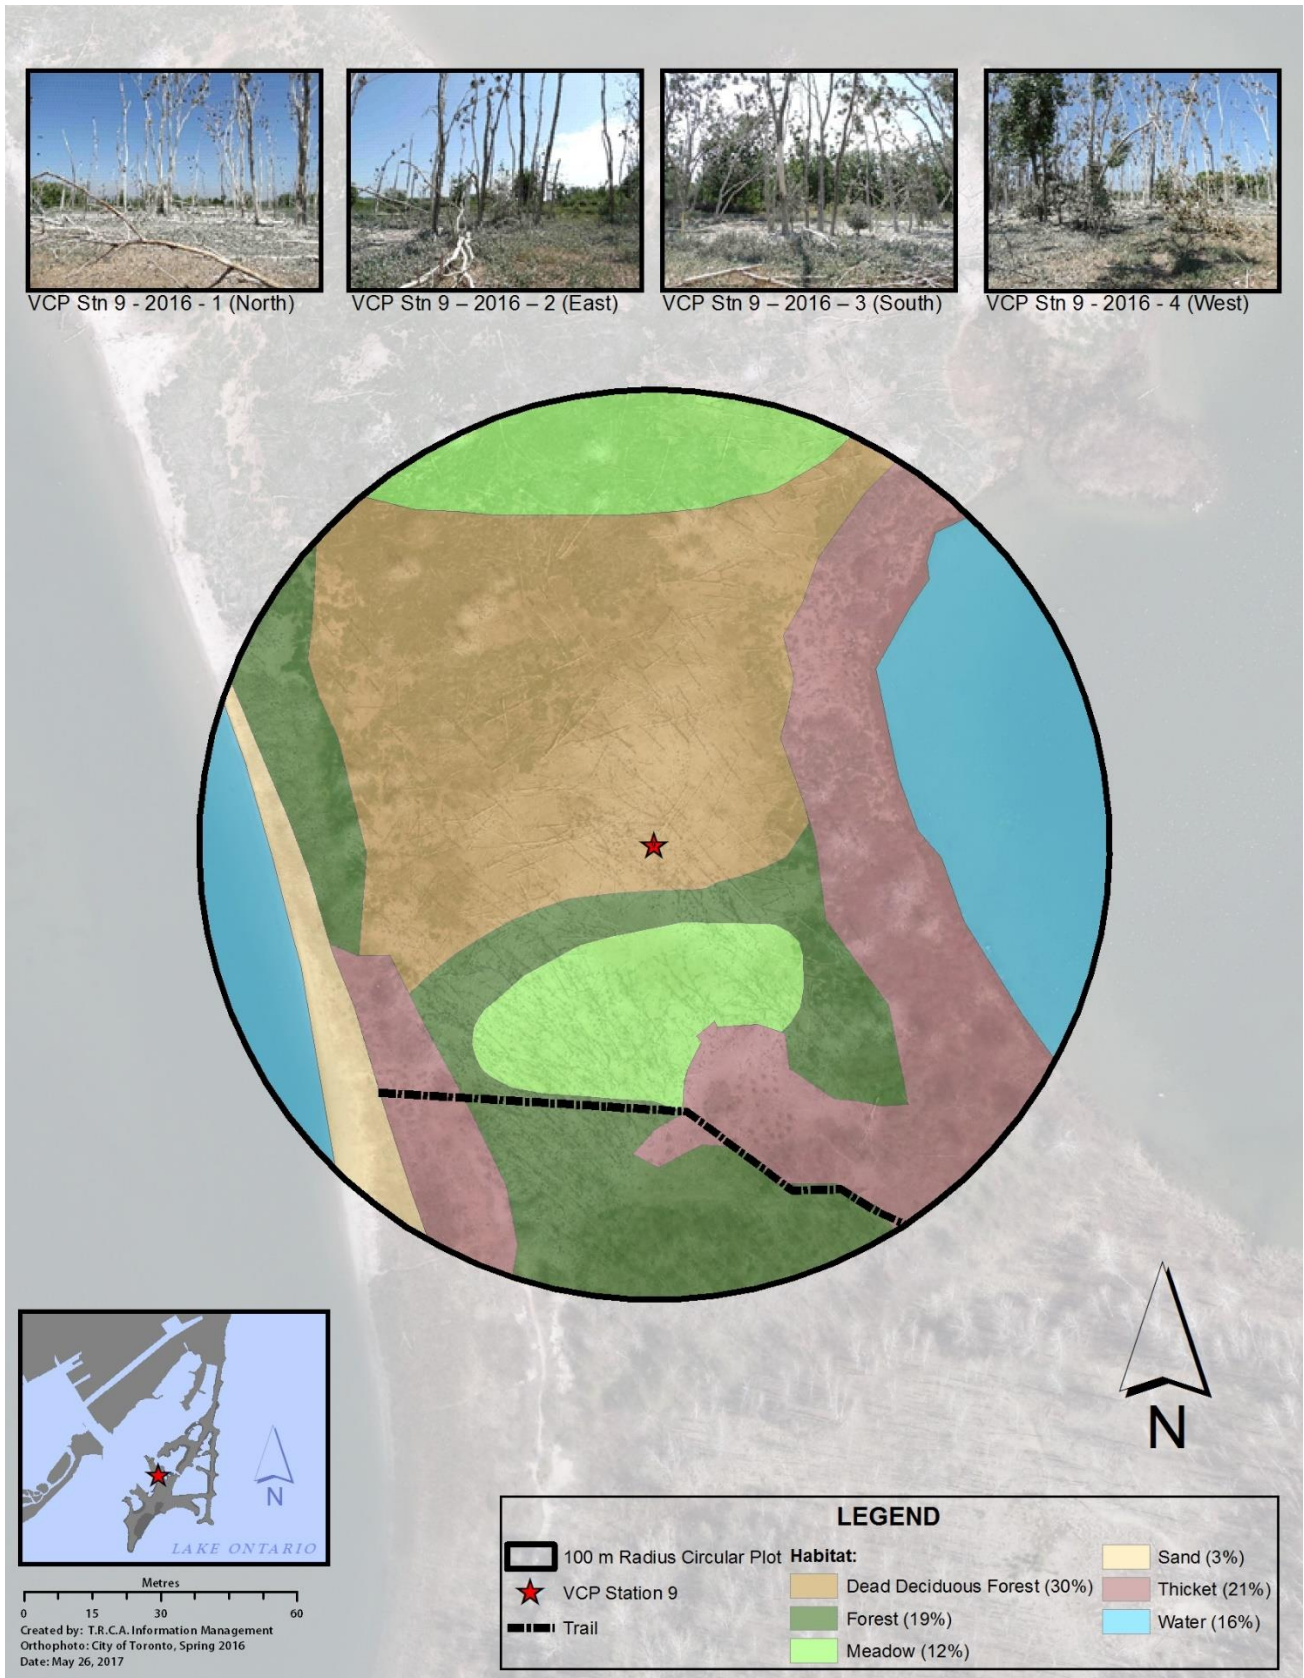 VCP Stn 9 - 2016 - 1 (North)
VCP Stn 9 – 2016 – 2 (East)
VCP Stn 9 – 2016 – 3 (South)
VCP Stn 9 - 2016 - 4 (West)
N
N
LAKE ONTARIO
Metres
0 15 30 60
Created by: T.R.C.A. Information Management
Orthophoto: City of Toronto, Spring 2016
Date: May 26, 2017
LEGEND
100 m Radius Circular Plot
VCP Station 9
Trail
Habitat:
Dead Deciduous Forest (30%)
Forest (19%)
Meadow (12%)
Sand (3%)
Thicket (21%)
Water (16%)